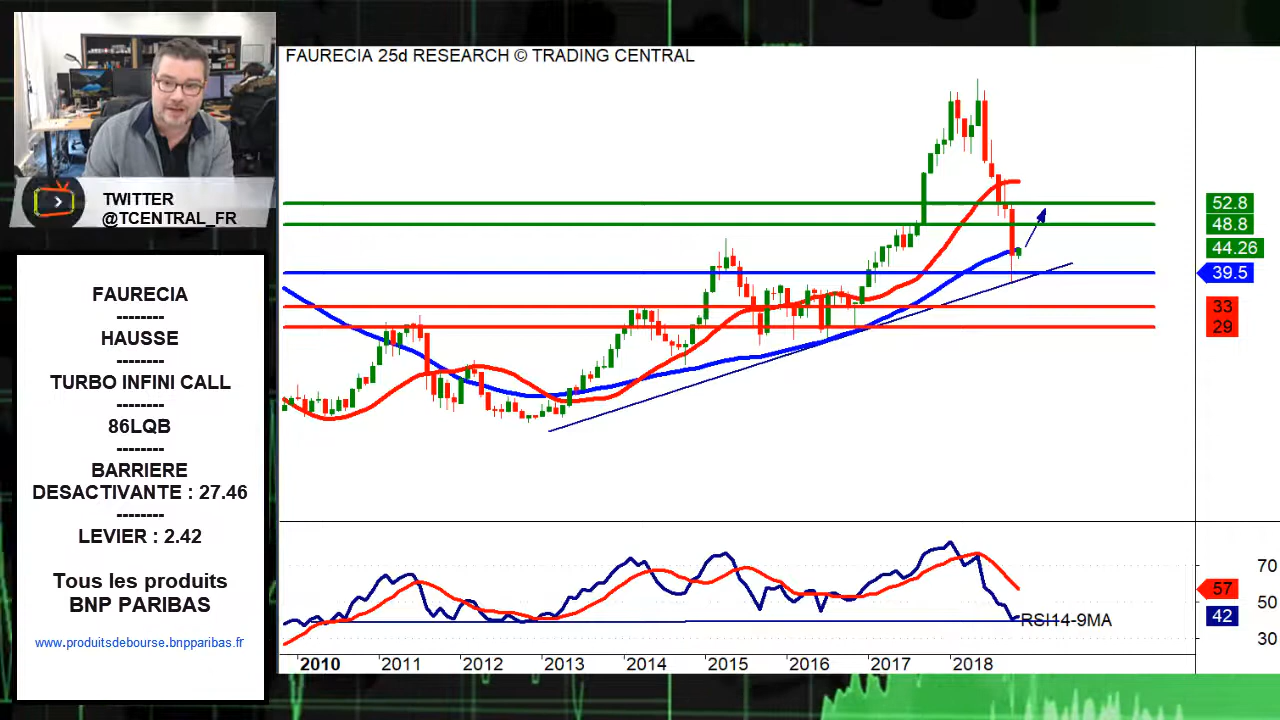 FAURECIA 25d RESEARCH © TRADING CENTRAL
TWITTER
@TCENTRAL_FR
FAURECIA
--------
HAUSSE
--------
TURBO INFINI CALL
--------
86LQB
--------
BARRIERE
DESACTIVANTE : 27.46
--------
LEVIER : 2.42
Tous les produits
BNP PARIBAS
www.produitsdebourse.bnpparibas.fr
52.8
48.8
44.26
39.5
33
29
70
57
50
42
30
RSI14-9MA
2010 2011 2012 2013 2014 2015 2016 2017 2018